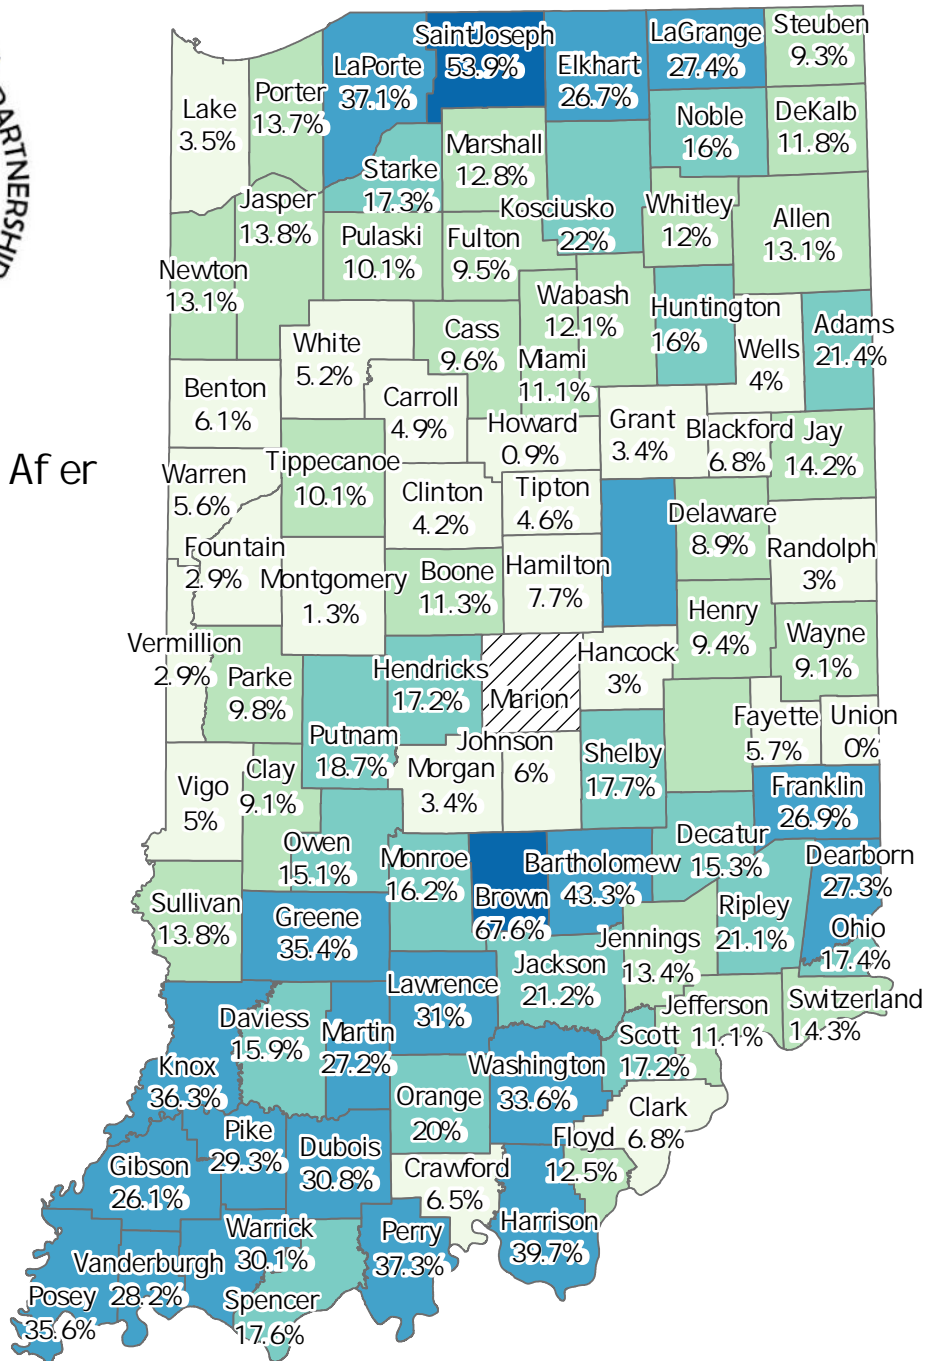 PARTNERSHIP
Afer
SaintJoseph
53.9%
LaGrange
27.4%
Steuben
9.3%
LaPorte
37.1%
Elkhart
26.7%
Lake
3.5%
Porter
13.7%
Noble
16%
DeKalb
11.8%
Marshall
12.8%
Starke
17.3%
Jasper
13.8%
Kosciusko
22%
Whitley
12%
Allen
13.1%
Pulaski
10.1%
Fulton
9.5%
Newton
13.1%
Wabash
12.1%
Huntington
16%
Adams
21.4%
White
5.2%
Cass
9.6%
Miami
11.1%
Wells
4%
Benton
6.1%
Carroll
4.9%
Howard
0.9%
Grant
3.4%
Blackford
6.8%
Jay
14.2%
Warren
5.6%
Tippecanoe
10.1%
Clinton
4.2%
Tipton
4.6%
Delaware
8.9%
Randolph
3%
Fountain
2.9%
Montgomery
1.3%
Boone
11.3%
Hamilton
7.7%
Henry
9.4%
Wayne
9.1%
Vermillion
2.9%
Parke
9.8%
Hendricks
17.2%
Marion
Hancock
3%
Putnam
18.7%
Fayette
5.7%
Union
0%
Johnson
6%
Morgan
3.4%
Shelby
17.7%
Vigo
5%
Clay
9.1%
Franklin
26.9%
Owen
15.1%
Monroe
16.2%
Decatur
15.3%
Bartholomew
43.3%
Dearborn
27.3%
Brown
67.6%
Sullivan
13.8%
Greene
35.4%
Ripley
21.1%
Ohio
17.4%
Jennings
13.4%
Jackson
21.2%
Lawrence
31%
Jefferson
11.1%
Switzerland
14.3%
Daviess
15.9%
Martin
27.2%
Scott
17.2%
Knox
36.3%
Washington
33.6%
Orange
20%
Clark
6.8%
Pike
29.3%
Dubois
30.8%
Floyd
12.5%
Gibson
26.1%
Crawford
6.5%
Harrison
39.7%
Warrick
30.1%
Perry
37.3%
Vanderburgh
28.2%
Posey
35.6%
Spencer
17.6%